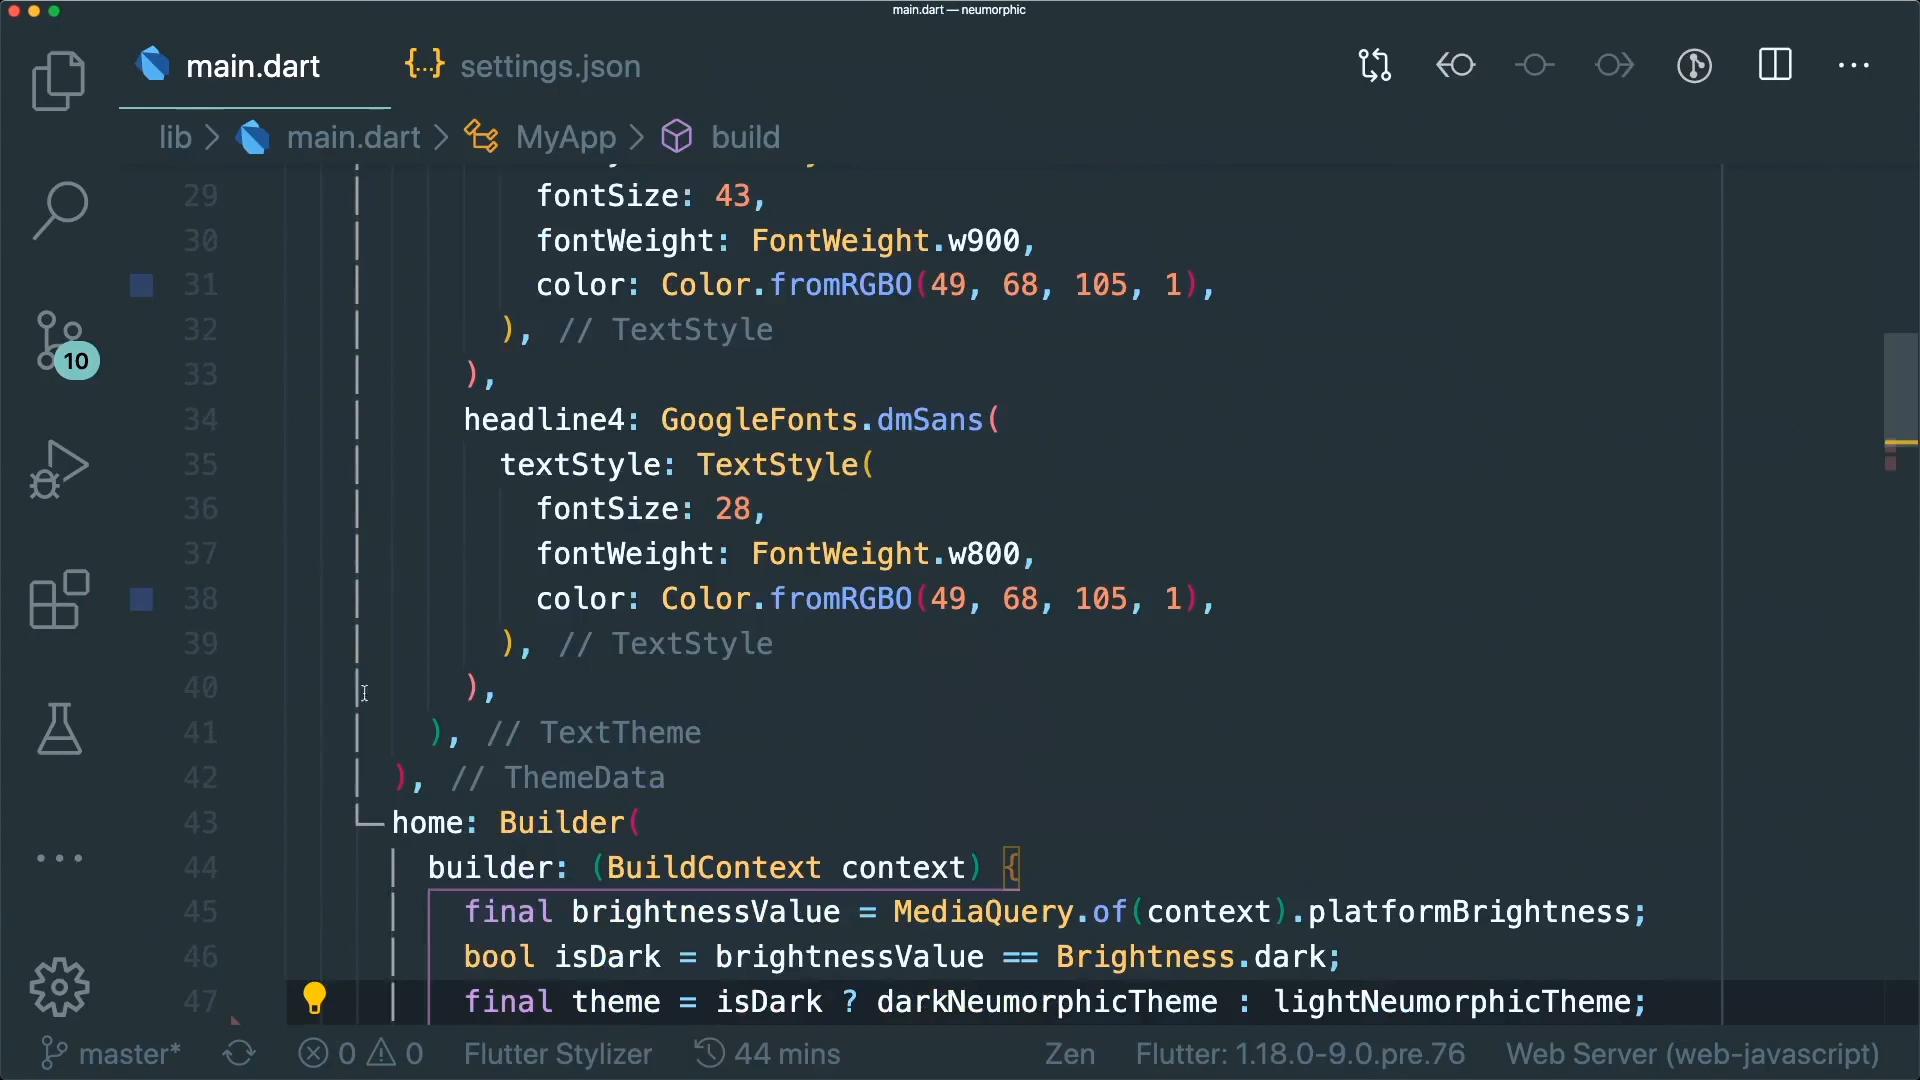 main.dart — neumorphic
main.dart
{...} settings.json
lib > main.dart > MyApp > build
29 fontSize: 43,
30 fontWeight: FontWeight.w900,
31 color: Color.fromRGBO(49, 68, 105, 1),
32 ), // TextStyle
33 ),
34 headline4: GoogleFonts.dmSans(
35 textStyle: TextStyle(
36 fontSize: 28,
37 fontWeight: FontWeight.w800,
38 color: Color.fromRGBO(49, 68, 105, 1),
39 ), // TextStyle
40 ),
41 ), // TextTheme
42 ), // ThemeData
43 home: Builder(
44 builder: (BuildContext context) {
45 final brightnessValue = MediaQuery.of(context).platformBrightness;
46 bool isDark = brightnessValue == Brightness.dark;
47 final theme = isDark ? darkNeumorphicTheme : lightNeumorphicTheme;
10
master* 0 0 Flutter Stylizer 44 mins Zen Flutter: 1.18.0-9.0.pre.76 Web Server (web-javascript)